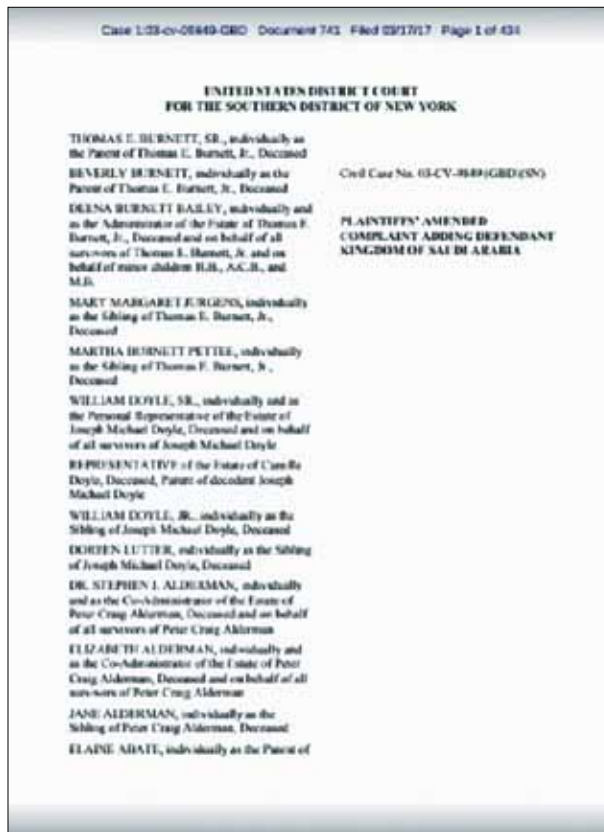 Case 1:03-cv-09849-GBD Document 741 Filed 03/17/17 Page 1 of 434
UNITED STATES DISTRICT COURT
FOR THE SOUTHERN DISTRICT OF NEW YORK
THOMAS E. BURNETT, SR., individually as
the Parent of Thomas E. Burnett, Jr., Deceased
BEVERLY BURNETT, individually as the
Parent of Thomas E. Burnett, Jr., Deceased
Civil Case No. 03-CV-9849 (GBD)(SN)
DEENA BURNETT BAILEY, individually and
as the Administrator of the Estate of Thomas E.
Burnett, Jr., Deceased and on behalf of all
survivors of Thomas E. Burnett, Jr. and on
behalf of minor children H.B., A.C.B., and
M.B.
PLAINTIFFS' AMENDED
COMPLAINT ADDING DEFENDANT
KINGDOM OF SAUDI ARABIA
MARY MARGARET JURGENS, individually
as the Sibling of Thomas E. Burnett, Jr.,
Deceased
MARTHA BURNETT PETTEE, individually
as the Sibling of Thomas E. Burnett, Jr.,
Deceased
WILLIAM DOYLE, SR., individually and as
the Personal Representative of the Estate of
Joseph Michael Doyle, Deceased and on behalf
of all survivors of Joseph Michael Doyle
REPRESENTATIVE of the Estate of Camille
Doyle, Deceased, Parent of decedent Joseph
Michael Doyle
WILLIAM DOYLE, JR., individually as the
Sibling of Joseph Michael Doyle, Deceased
DOREEN LUTTER, individually as the Sibling
of Joseph Michael Doyle, Deceased
DR. STEPHEN J. ALDERMAN, individually
and as the Co-Administrator of the Estate of
Peter Craig Alderman, Deceased and on behalf
of all survivors of Peter Craig Alderman
ELIZABETH ALDERMAN, individually and
as the Co-Administrator of the Estate of Peter
Craig Alderman, Deceased and on behalf of all
survivors of Peter Craig Alderman
JANE ALDERMAN, individually as the
Sibling of Peter Craig Alderman, Deceased
ELAINE ABATE, individually as the Parent of